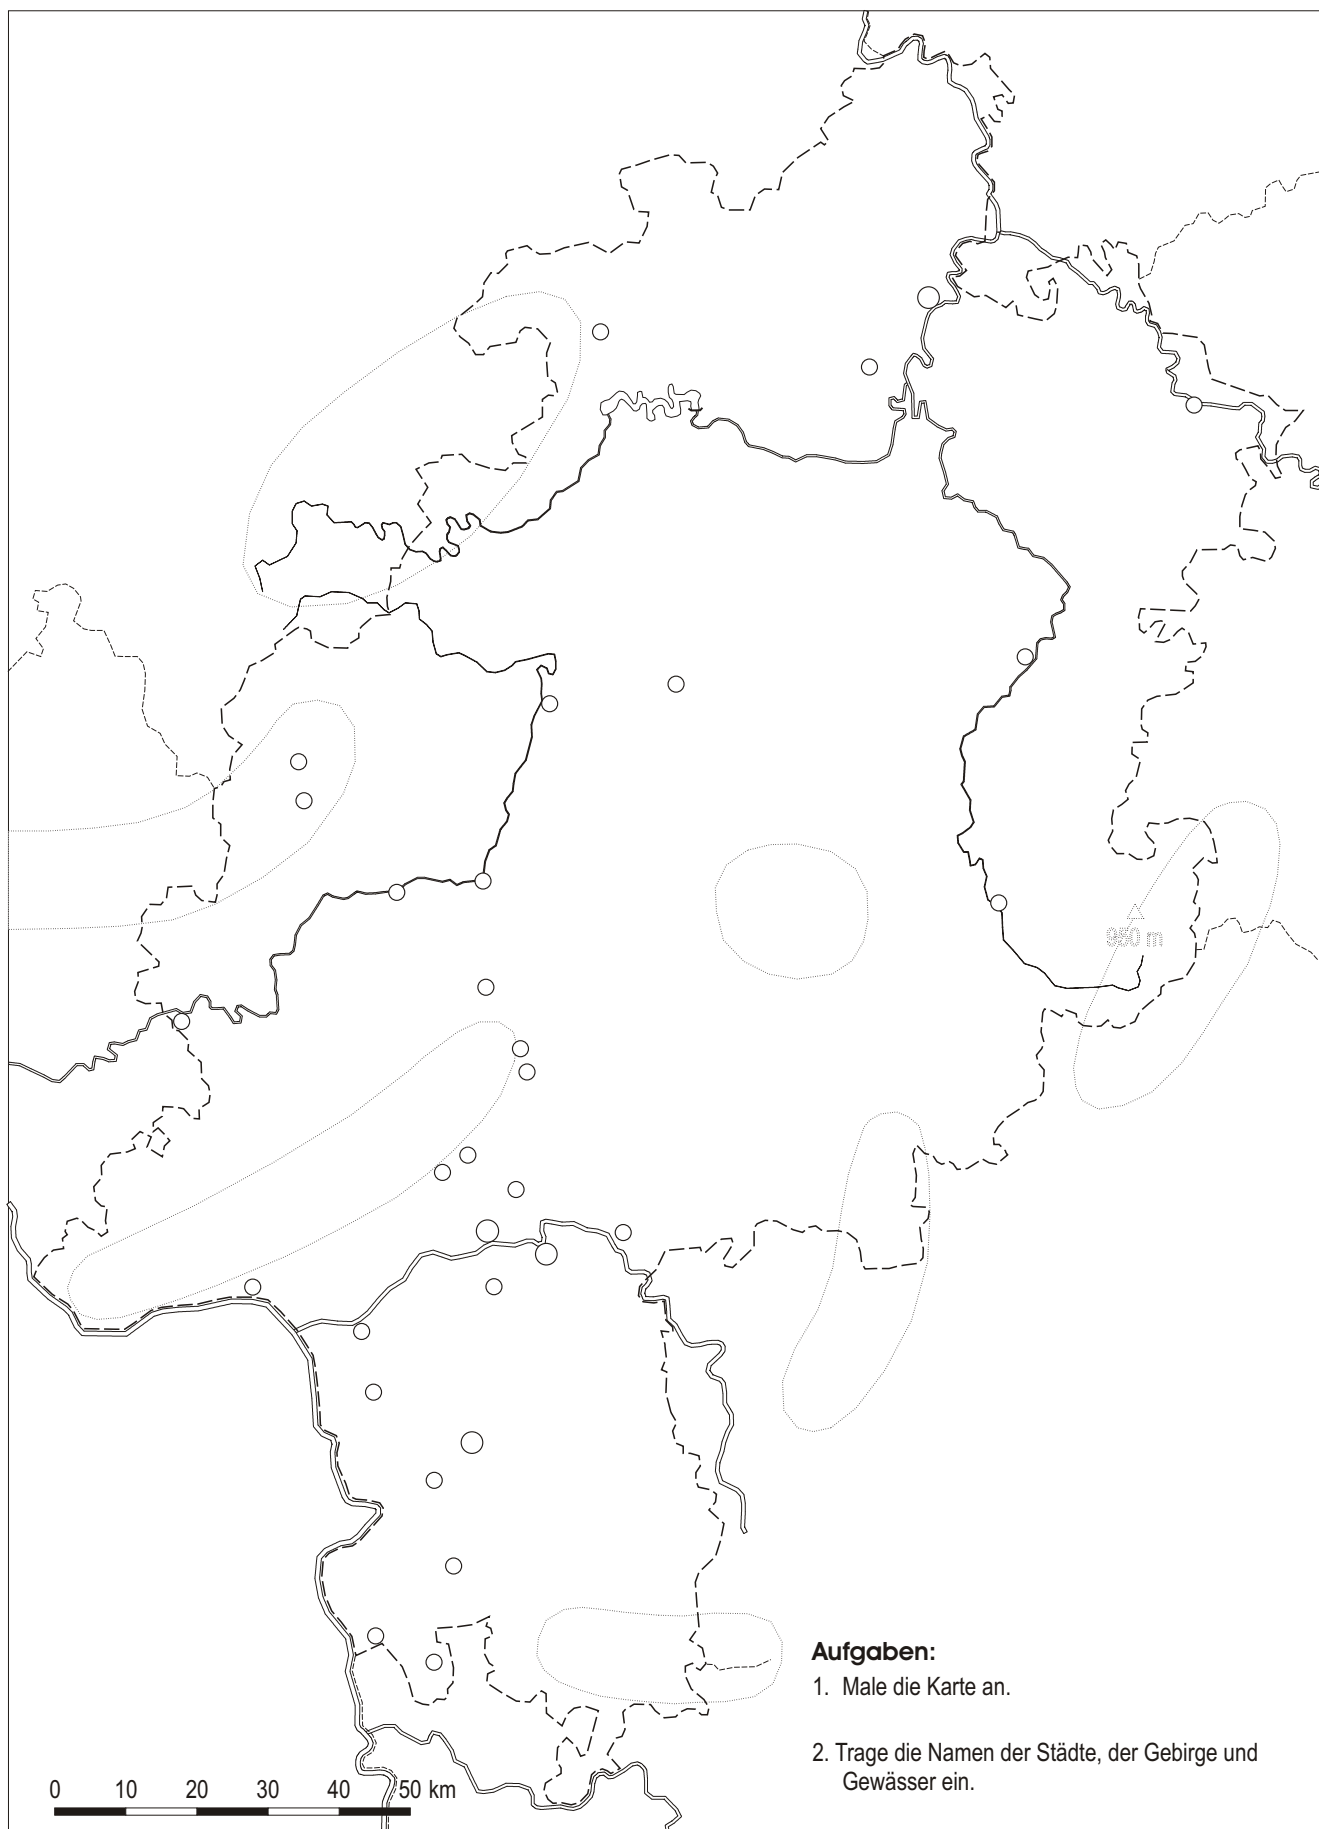 950 m
Aufgaben:
1. Male die Karte an.
2. Trage die Namen der Städte, der Gebirge und
Gewässer ein.
0 10 20 30 40 50 km